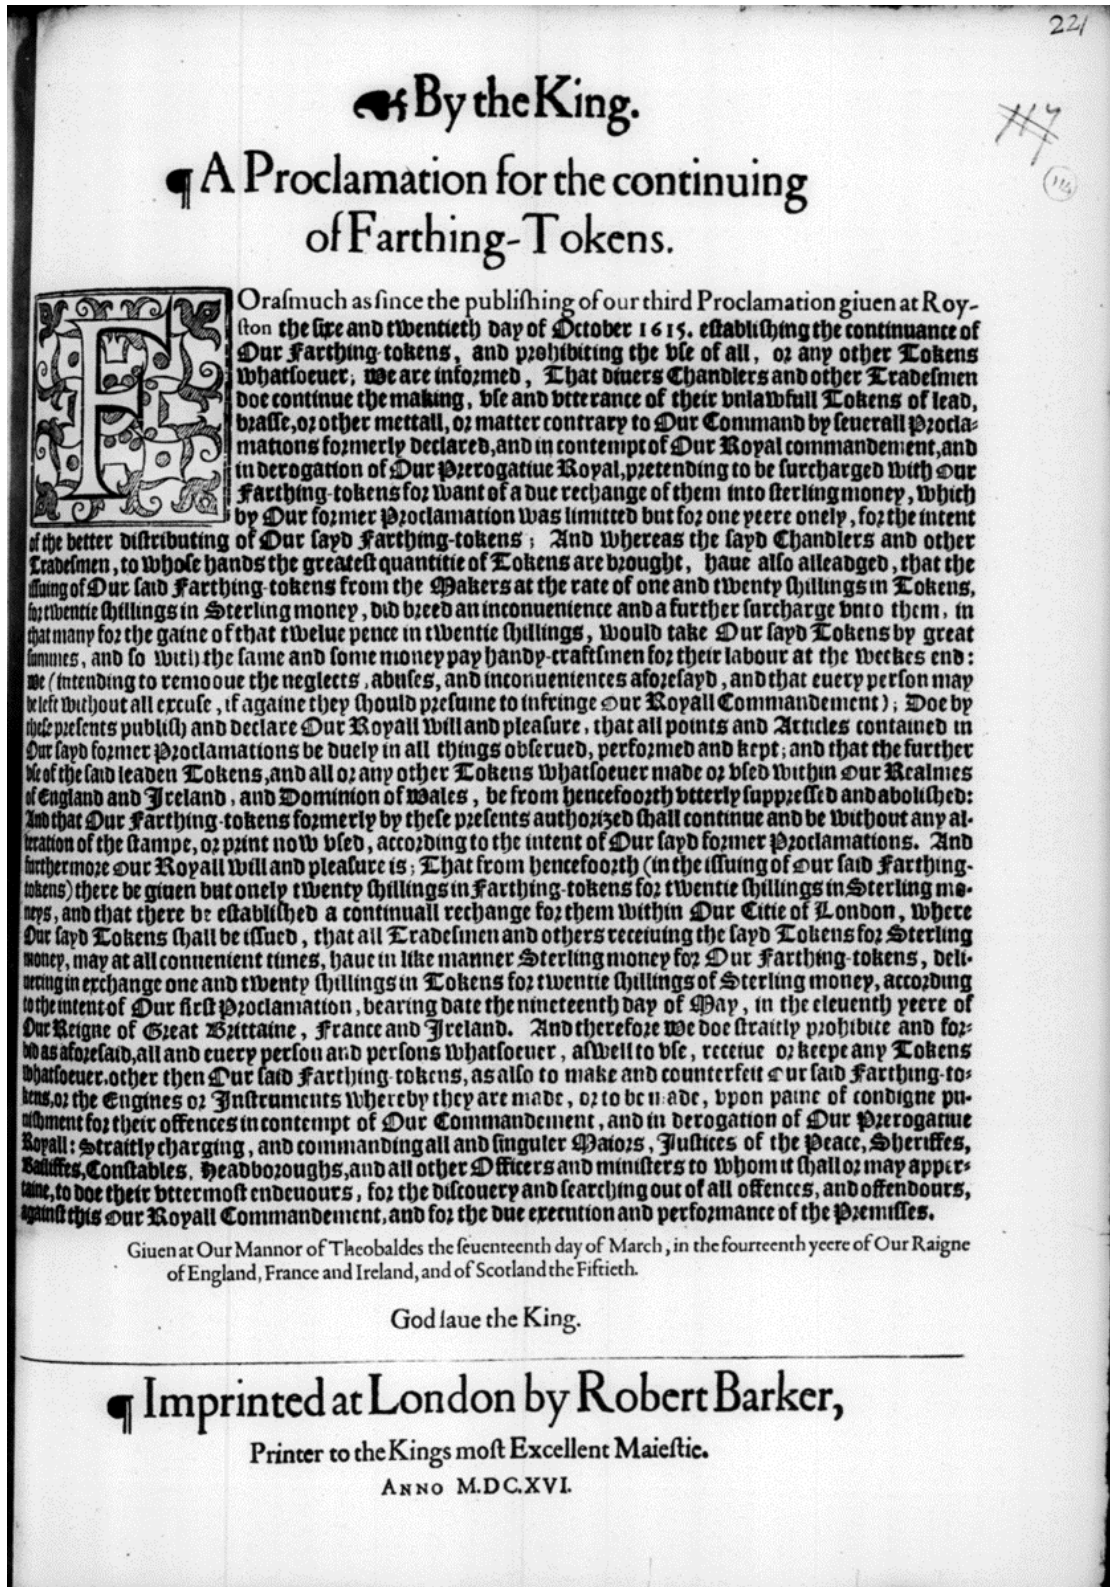 221
By the King.
117
114
¶ A Proclamation for the continuing
of Farthing-Tokens.
FOraſmuch as ſince the publiſhing of our third Proclamation giuen at Roy-
ſton the ſixe and twentieth day of October 1615. eſtabliſhing the continuance of
Our Farthing-tokens, and prohibiting the vſe of all, or any other Tokens
whatſoeuer; We are informed, That diuers Chandlers and other Tradeſmen
doe continue the making, vſe and vtterance of their vnlawfull Tokens of lead,
braſſe, or other mettall, or matter contrary to Our Command by ſeuerall Procla-
mations formerly declared, and in contempt of Our Royal commandement, and
in derogation of Our Prerogatiue Royal, pretending to be ſurcharged with Our
Farthing-tokens for want of a due rechange of them into ſterling money, which
by Our former Proclamation was limitted but for one yeere onely, for the intent
of the better diſtributing of Our ſayd Farthing-tokens; And whereas the ſayd Chandlers and other
Tradeſmen, to whoſe hands the greateſt quantitie of Tokens are brought, haue alſo alleadged, that the
iſſuing of Our ſaid Farthing-tokens from the Makers at the rate of one and twenty ſhillings in Tokens,
for twentie ſhillings in Sterling money, did breed an inconuenience and a further ſurcharge vnto them, in
that many for the gaine of that twelue pence in twentie ſhillings, would take Our ſayd Tokens by great
ſummes, and ſo with the ſame and ſome money pay handy-craftſmen for their labour at the weekes end:
We (intending to remooue the neglects, abuſes, and inconueniences aforeſayd, and that euery perſon may
be left without all excuſe, if againe they ſhould preſume to infringe Our Royall Commandement); Doe by
theſe preſents publiſh and declare Our Royall will and pleaſure, that all points and Articles contained in
Our ſayd former Proclamations be duely in all things obſerued, performed and kept; and that the further
vſe of the ſaid leaden Tokens, and all or any other Tokens whatſoeuer made or vſed within Our Realmes
of England and Ireland, and Dominion of Wales, be from hencefoorth vtterly ſuppreſſed and aboliſhed:
And that Our Farthing-tokens formerly by theſe preſents authorized ſhall continue and be without any al-
teration of the ſtampe, or print now vſed, according to the intent of Our ſayd former Proclamations. And
furthermore Our Royall will and pleaſure is; That from hencefoorth (in the iſſuing of Our ſaid Farthing-
tokens) there be giuen but onely twenty ſhillings in Farthing-tokens for twentie ſhillings in Sterling mo-
neys, and that there be eſtabliſhed a continuall rechange for them within Our Citie of London, where
Our ſayd Tokens ſhall be iſſued, that all Tradeſmen and others receiuing the ſayd Tokens for Sterling
money, may at all conuenient times, haue in like manner Sterling money for Our Farthing-tokens, deli-
uering in exchange one and twenty ſhillings in Tokens for twentie ſhillings of Sterling money, according
to the intent of Our firſt Proclamation, bearing date the nineteenth day of May, in the eleuenth yeere of
Our Reigne of Great Brittaine, France and Ireland. And therefore We doe ſtraitly prohibite and for-
bid as aforeſaid, all and euery perſon and perſons whatſoeuer, aſwell to vſe, receiue or keepe any Tokens
whatſoeuer, other then Our ſaid Farthing-tokens, as alſo to make and counterfeit Our ſaid Farthing-to-
kens, or the Engines or Inſtruments whereby they are made, or to be made, vpon paine of condigne pu-
niſhment for their offences in contempt of Our Commandement, and in derogation of Our Prerogatiue
Royall: Straitly charging, and commanding all and ſinguler Maiors, Juſtices of the Peace, Sheriffes,
Bailiffes, Conſtables, Headboroughs, and all other Officers and miniſters to whom it ſhall or may apper-
taine, to doe their vttermoſt endeuours, for the diſcouery and ſearching out of all offences, and offendours,
againſt this Our Royall Commandement, and for the due execution and performance of the Premiſſes.
Giuen at Our Mannor of Theobaldes the ſeuenteenth day of March, in the fourteenth yeere of Our Raigne
of England, France and Ireland, and of Scotland the Fiftieth.
God ſaue the King.
¶ Imprinted at London by Robert Barker,
Printer to the Kings moſt Excellent Maieſtie.
ANNO M.DC.XVI.